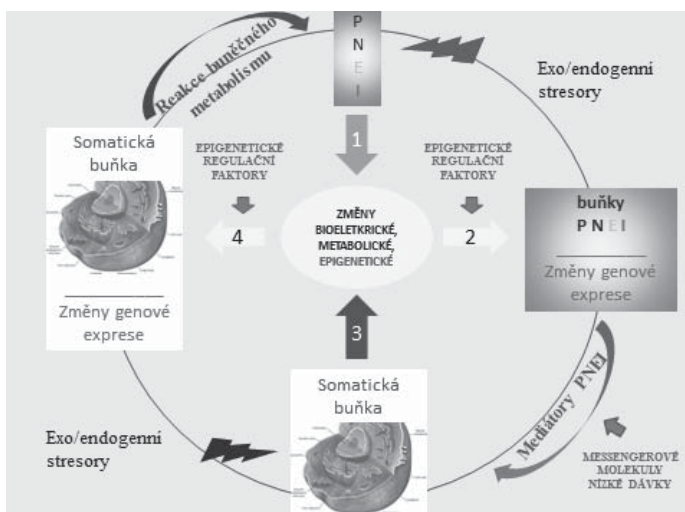 P
N
E
I
Reakce buněčného
metabolismu
Exo/endogenní
stresory
Somatická
buňka
Změny genové
exprese
EPIGENETICKÉ
REGULAČNÍ
FAKTORY
4
1
ZMĚNY
BIOELETKRICKÉ,
METABOLICKÉ,
EPIGENETICKÉ
EPIGENETICKÉ
REGULAČNÍ
FAKTORY
2
buňky
P N E I
Změny genové
exprese
3
Somatická
buňka
Exo/endogenní
stresory
Mediátory PNEI
MESSENGEROVÉ
MOLEKULY
NÍZKÉ DÁVKY